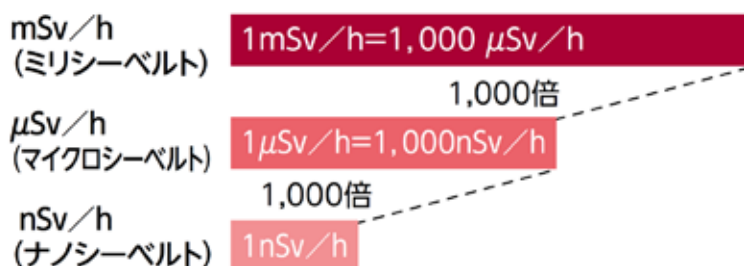 mSv／h
(ミリシーベルト)
1mSv／h=1,000 μSv／h
1,000倍
μSv／h
(マイクロシーベルト)
1μSv／h=1,000nSv／h
1,000倍
nSv／h
(ナノシーベルト)
1nSv／h